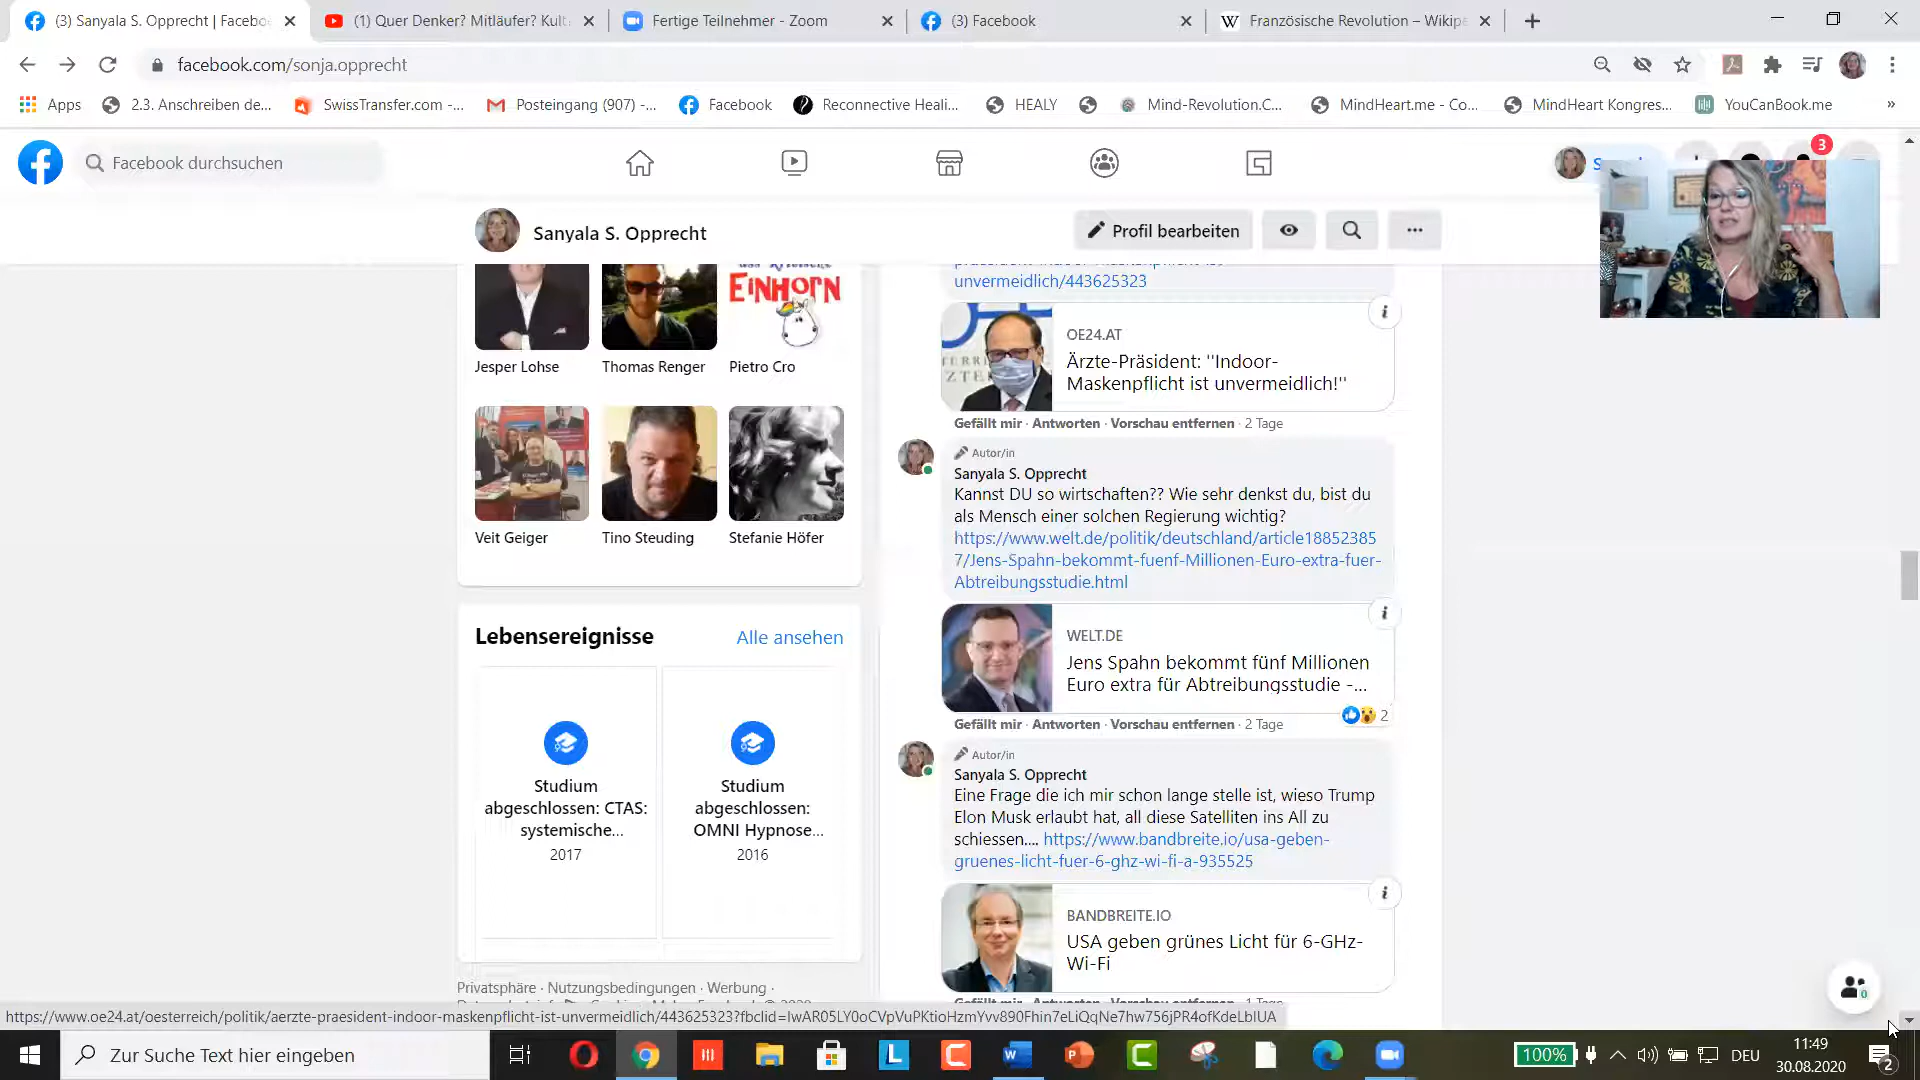 (3) Sanyala S. Opprecht | Facebo
(1) Quer Denker? Mitläufer? Kult
Fertige Teilnehmer - Zoom
(3) Facebook
Französische Revolution – Wikipe
facebook.com/sonja.opprecht
Apps
2.3. Anschreiben de...
SwissTransfer.com -...
Posteingang (907) -...
Facebook
Reconnective Heali...
HEALY
Mind-Revolution.C...
MindHeart.me - Co...
MindHeart Kongres...
YouCanBook.me
»
Facebook durchsuchen
3
Sanyala S. Opprecht
Profil bearbeiten
EINHORN
Jesper Lohse
Thomas Renger
Pietro Cro
Veit Geiger
Tino Steuding
Stefanie Höfer
Lebensereignisse
Alle ansehen
Studium
abgeschlossen: CTAS:
systemische...
2017
Studium
abgeschlossen:
OMNI Hypnose...
2016
Privatsphäre · Nutzungsbedingungen · Werbung ·
unvermeidlich/443625323
OE24.AT
Ärzte-Präsident: "Indoor-
Maskenpflicht ist unvermeidlich!"
Gefällt mir · Antworten · Vorschau entfernen · 2 Tage
Autor/in
Sanyala S. Opprecht
Kannst DU so wirtschaften?? Wie sehr denkst du, bist du
als Mensch einer solchen Regierung wichtig?
https://www.welt.de/politik/deutschland/article18852385
7/Jens-Spahn-bekommt-fuenf-Millionen-Euro-extra-fuer-
Abtreibungsstudie.html
WELT.DE
Jens Spahn bekommt fünf Millionen
Euro extra für Abtreibungsstudie -...
Gefällt mir · Antworten · Vorschau entfernen · 2 Tage
2
Autor/in
Sanyala S. Opprecht
Eine Frage die ich mir schon lange stelle ist, wieso Trump
Elon Musk erlaubt hat, all diese Satelliten ins All zu
schiessen.... https://www.bandbreite.io/usa-geben-
gruenes-licht-fuer-6-ghz-wi-fi-a-935525
BANDBREITE.IO
USA geben grünes Licht für 6-GHz-
Wi-Fi
Gefällt mir · Antworten · Vorschau entfernen · 1 Tage
https://www.oe24.at/oesterreich/politik/aerzte-praesident-indoor-maskenpflicht-ist-unvermeidlich/443625323?fbclid=IwAR05LY0oCVpVuPKtioHzmYvv890Fhin7eLiQqNe7hw756jPR4ofKdeLbIUA
Zur Suche Text hier eingeben
100%
DEU
11:49
30.08.2020
2